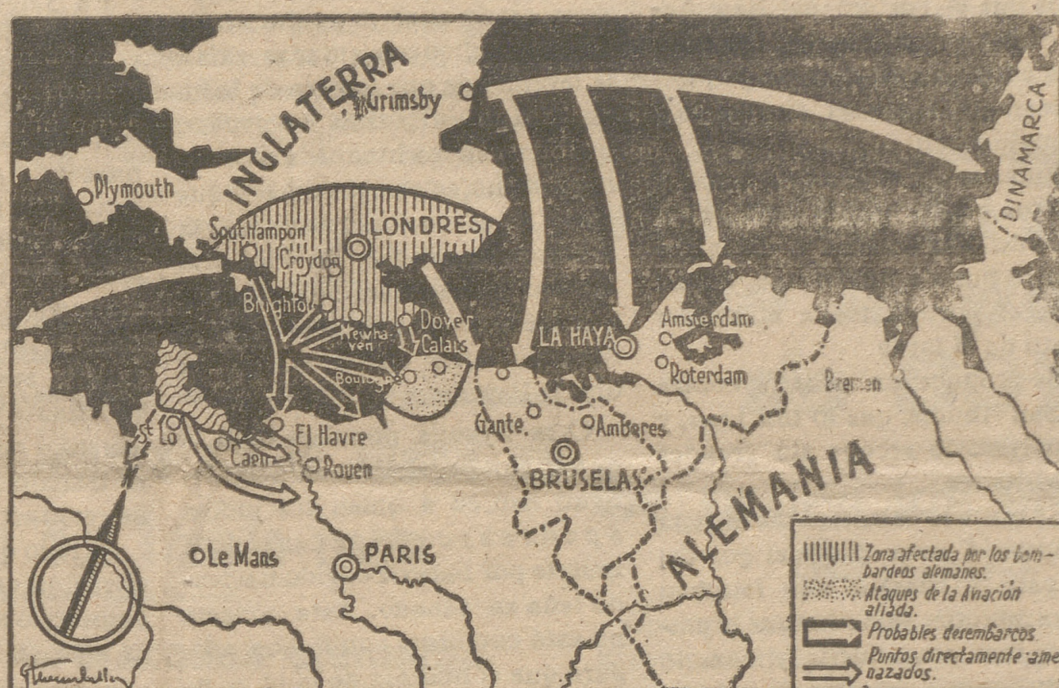 INGLATERRA
Grimsby
DINAMARCA
Plymouth
Southampton
LONDRES
Croydon
Brighton
Newha-
ven
Dover
Calais
Boulogne
LA HAYA
Amsterdam
Roterdam
Bremen
St Lo
Caen
El Havre
Rouen
Gante
Amberes
BRUSELAS
ALEMANIA
Le Mans
PARIS
Zona afectada por los bom-
bardeos alemanes.
Ataques de la Aviación
aliada.
Probables desembarcos
Puntos directamente ame
nazados.